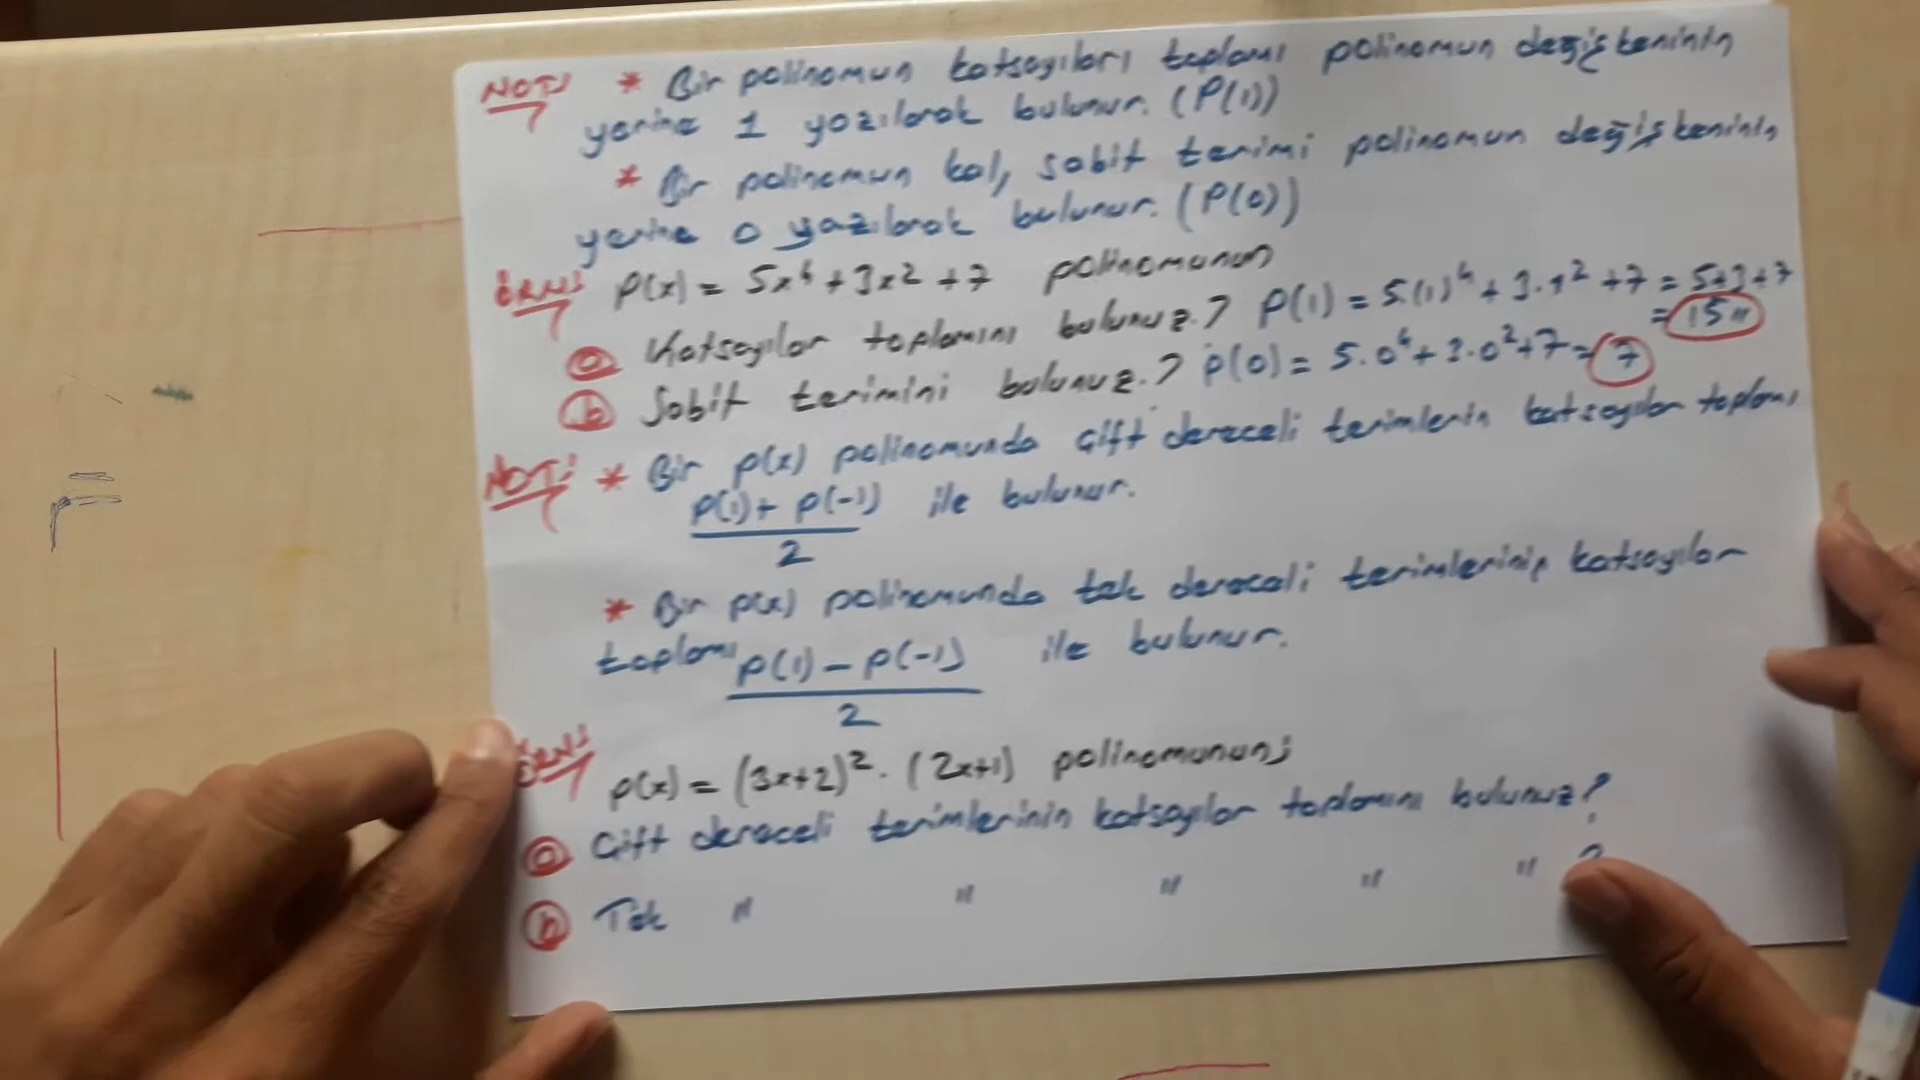 NOT: * Bir polinomun katsayıları toplamı polinomun değişkeninin
yerine 1 yazılarak bulunur. (P(1))
* Bir polinomun kal, sabit terimi polinomun değişkeninin
yerine 0 yazılarak bulunur. (P(0))
ÖRN: P(x) = 5x⁴ + 3x² + 7 polinomunun
a Katsayılar toplamını bulunuz.? P(1) = 5.(1)⁴ + 3.1² + 7 = 5+3+7
= 15 //
b Sabit terimini bulunuz.? P(0) = 5.0⁴ + 3.0² + 7 = 7
NOT: * Bir P(x) polinomunda çift dereceli terimlerin katsayılar toplamı
P(1) + P(-1) / 2 ile bulunur.
* Bir P(x) polinomunda tek dereceli terimlerinin katsayılar
toplamı P(1) - P(-1) / 2 ile bulunur.
ÖRN: P(x) = (3x+2)² . (2x+1) polinomunun;
a Çift dereceli terimlerinin katsayılar toplamını bulunuz?
b Tek " " " " " ?